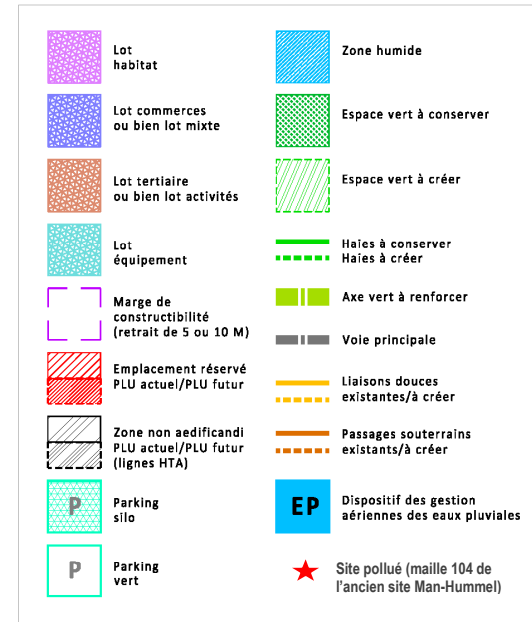 Lot
habitat
Lot commerces
ou bien lot mixte
Lot tertiaire
ou bien lot activités
Lot
équipement
Marge de
constructibilité
(retrait de 5 ou 10 M)
Emplacement réservé
PLU actuel/PLU futur
Zone non aedificandi
PLU actuel/PLU futur
(lignes HTA)
P
Parking
silo
P
Parking
vert
Zone humide
Espace vert à conserver
Espace vert à créer
Haies à conserver
Haies à créer
Axe vert à renforcer
Voie principale
Liaisons douces
existantes/à créer
Passages souterrains
existants/à créer
EP
Dispositif des gestion
aériennes des eaux pluviales
Site pollué (maille 104 de
l'ancien site Man-Hummel)